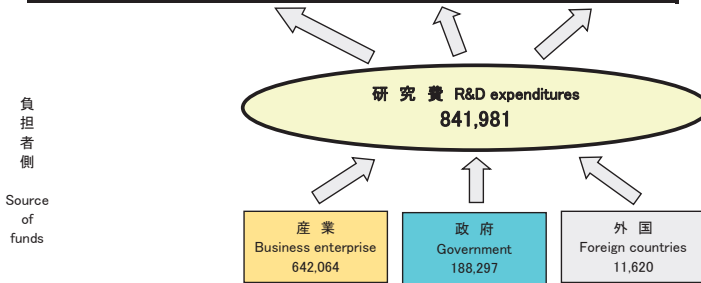 研 究 費 R&D expenditures
841,981
負
担
者
側
Source
of
funds
産 業
Business enterprise
642,064
政 府
Government
188,297
外 国
Foreign countries
11,620